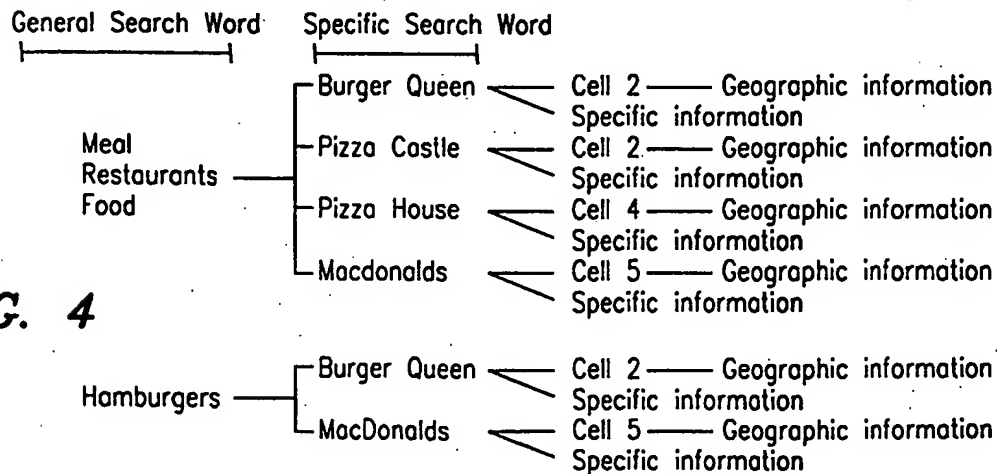 General Search Word Specific Search Word
Burger Queen Cell 2 Geographic information
Specific information
Meal
Pizza Castle Cell 2 Geographic information
Restaurants
Specific information
Food
Pizza House Cell 4 Geographic information
Specific information
Macdonalds Cell 5 Geographic information
Specific information
G. 4
Burger Queen Cell 2 Geographic information
Hamburgers
Specific information
MacDonalds Cell 5 Geographic information
Specific information